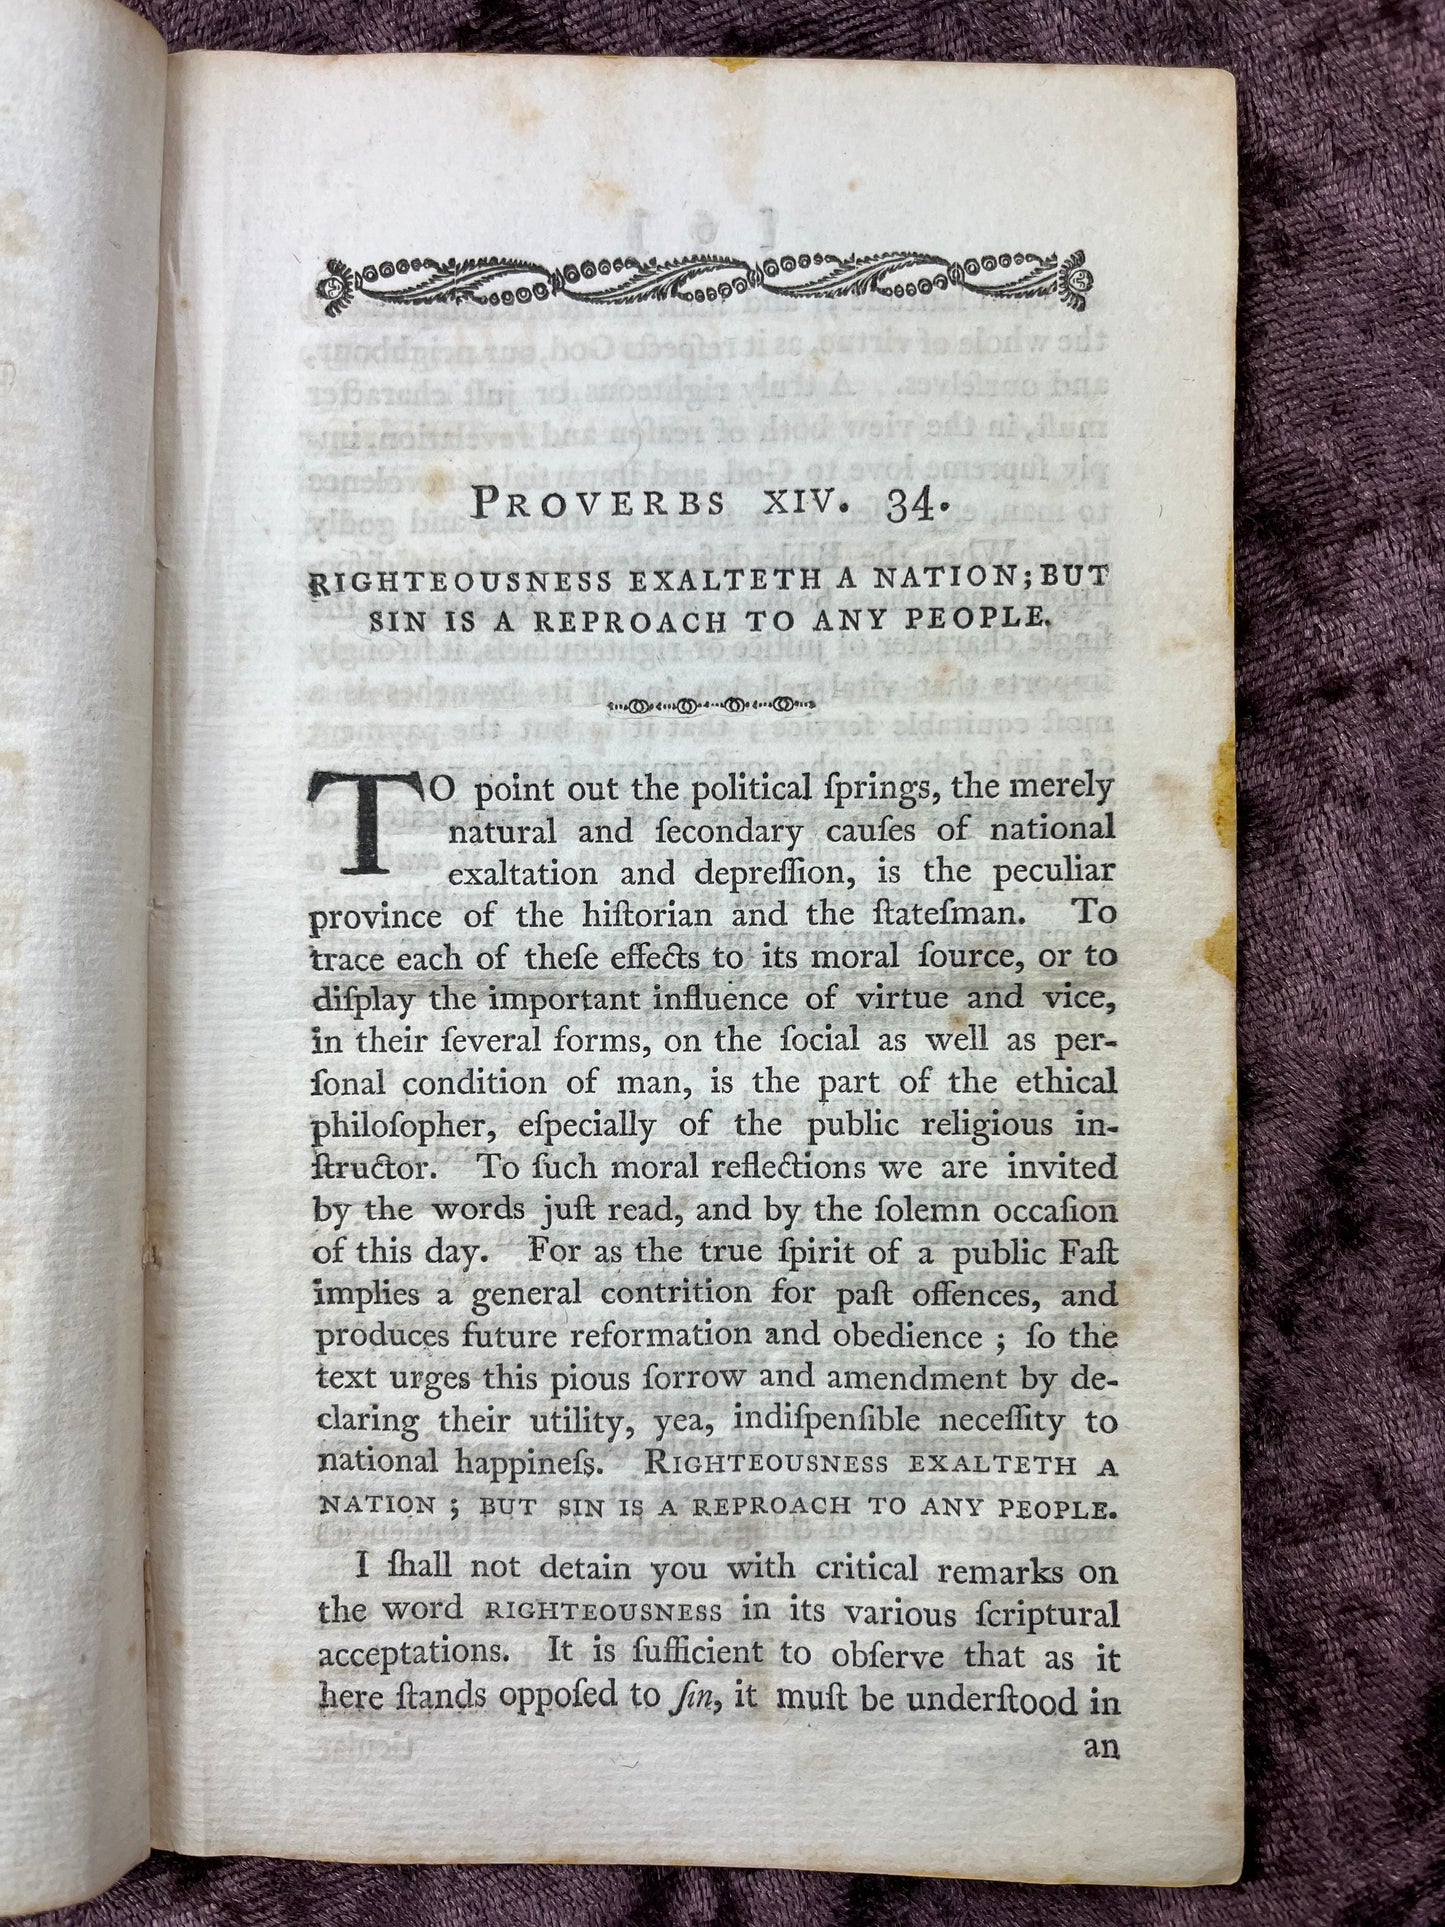 PROVERBS XIV. 34.
RIGHTEOUSNESS EXALTETH A NATION; BUT
SIN IS A REPROACH TO ANY PEOPLE.
TO point out the political ſprings, the merely
natural and ſecondary cauſes of national
exaltation and depreſſion, is the peculiar
province of the hiſtorian and the ſtateſman. To
trace each of theſe effects to its moral ſource, or to
diſplay the important influence of virtue and vice,
in their ſeveral forms, on the ſocial as well as per-
ſonal condition of man, is the part of the ethical
philoſopher, eſpecially of the public religious in-
ſtructor. To ſuch moral reflections we are invited
by the words juſt read, and by the ſolemn occaſion
of this day. For as the true ſpirit of a public Faſt
implies a general contrition for paſt offences, and
produces future reformation and obedience ; ſo the
text urges this pious ſorrow and amendment by de-
claring their utility, yea, indiſpenſible neceſſity to
national happineſs. RIGHTEOUSNESS EXALTETH A
NATION ; BUT SIN IS A REPROACH TO ANY PEOPLE.
I ſhall not detain you with critical remarks on
the word RIGHTEOUSNESS in its various ſcriptural
acceptations. It is ſufficient to obſerve that as it
here ſtands oppoſed to ſin, it muſt be underſtood in
an